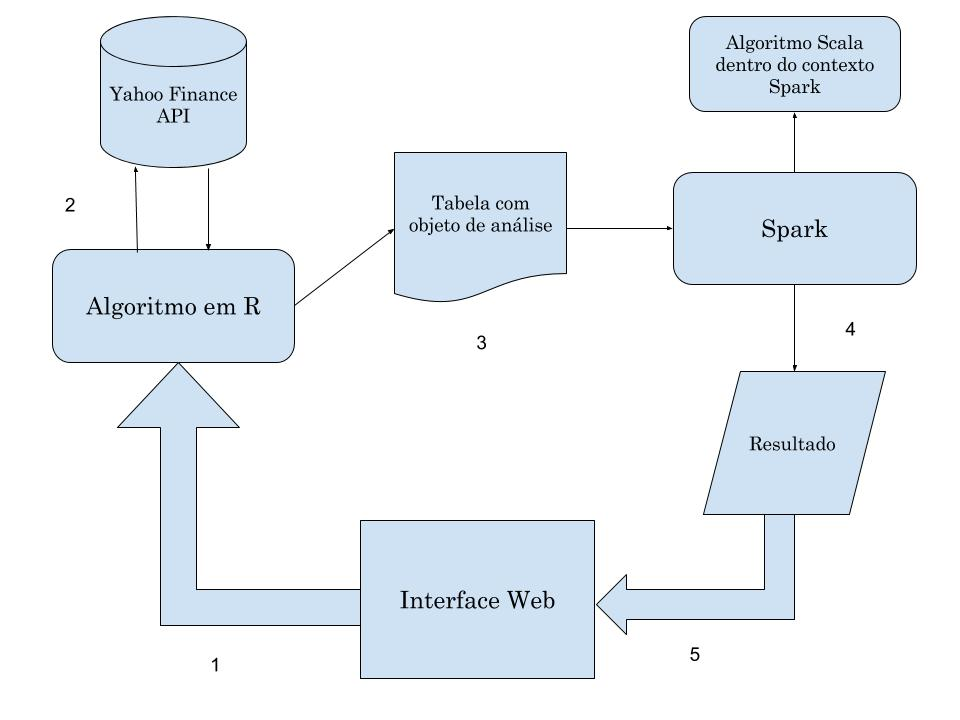 Yahoo Finance
API
Algoritmo Scala
dentro do contexto
Spark
2
Tabela com
objeto de análise
Spark
Algoritmo em R
3
4
Resultado
Interface Web
1
5